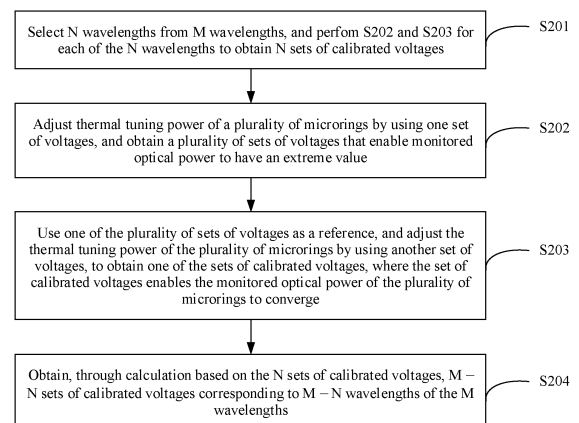 Select N wavelengths from M wavelengths, and perfom S202 and S203 for
each of the N wavelengths to obtain N sets of calibrated voltages
S201
Adjust thermal tuning power of a plurality of microrings by using one set
of voltages, and obtain a plurality of sets of voltages that enable monitored
optical power to have an extreme value
S202
Use one of the plurality of sets of voltages as a reference, and adjust the
thermal tuning power of the plurality of microrings by using another set of
voltages, to obtain one of the sets of calibrated voltages, where the set of
calibrated voltages enables the monitored optical power of the plurality of
microrings to converge
S203
Obtain, through calculation based on the N sets of calibrated voltages, M −
N sets of calibrated voltages corresponding to M − N wavelengths of the M
wavelengths
S204